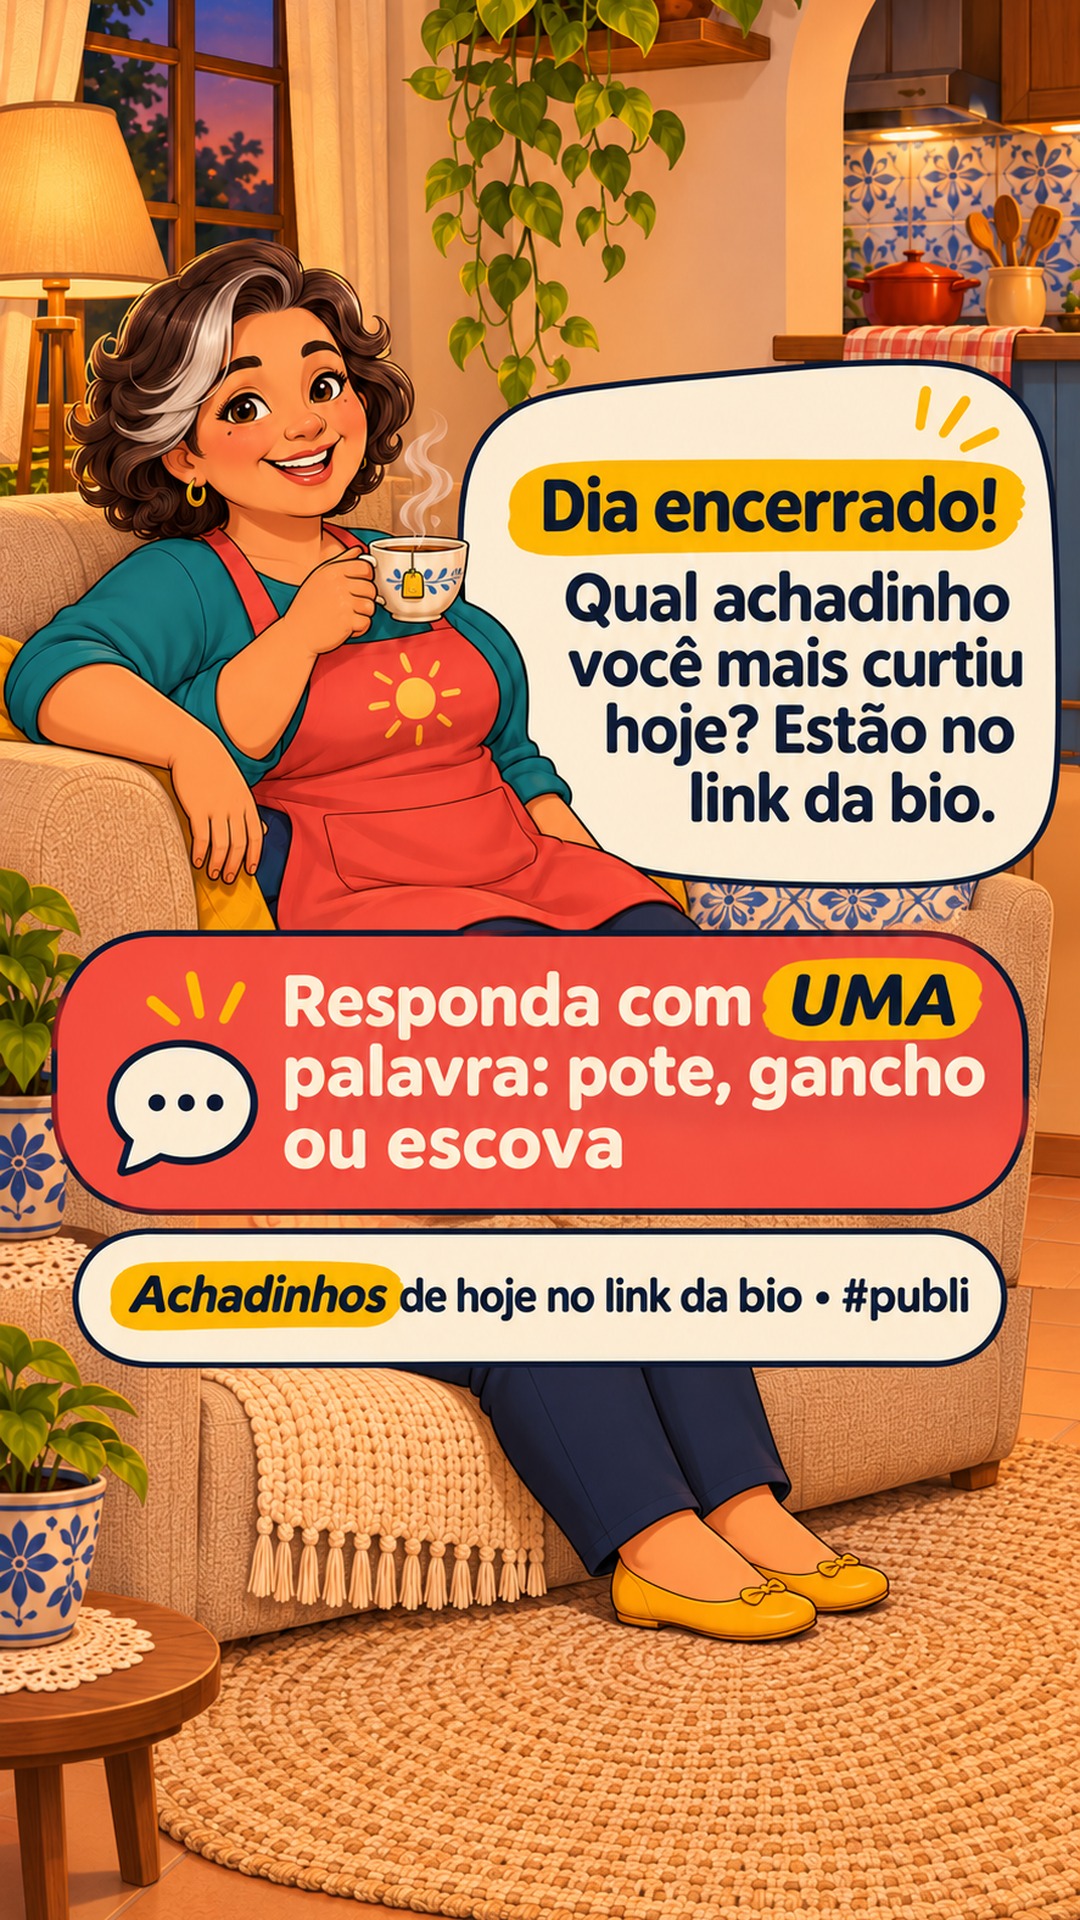 Dia encerrado!
Qual achadinho
você mais curtiu
hoje? Estão no
link da bio.
Responda com UMA
palavra: pote, gancho
ou escova
Achadinhos de hoje no link da bio • #publi